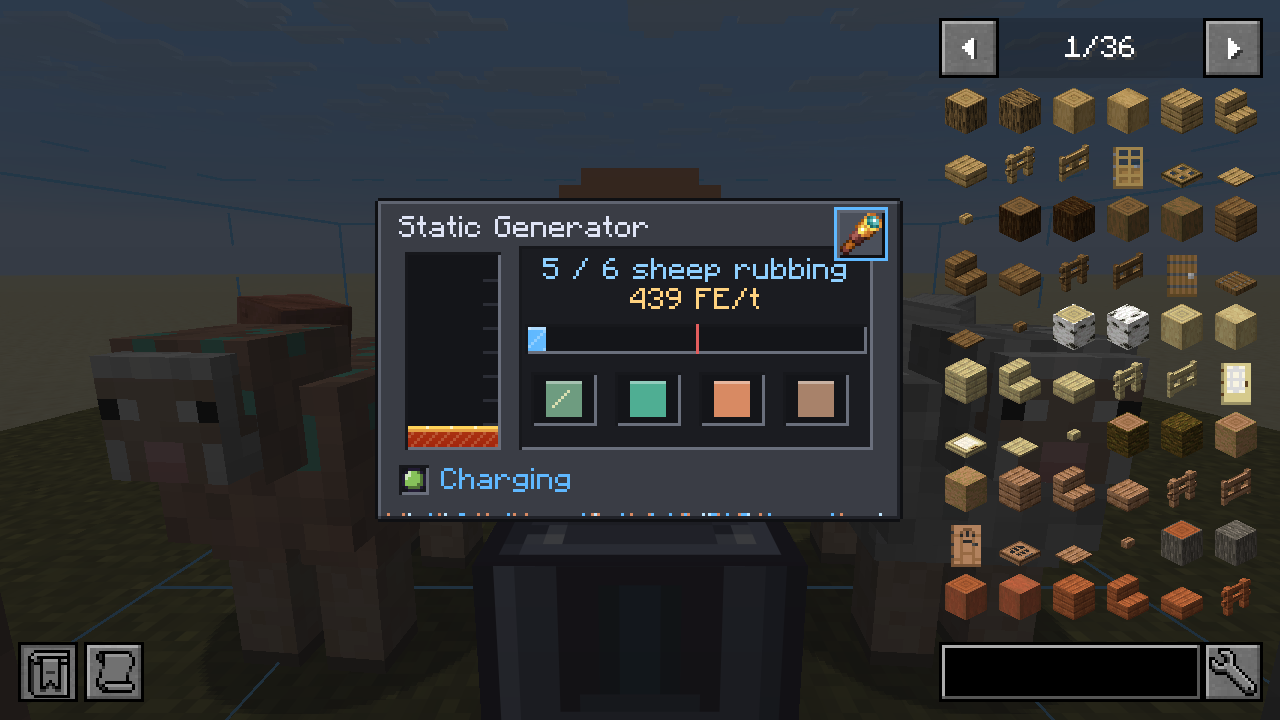 1/36
Static Generator
5 / 6 sheep rubbing
439 FE/t
Charging